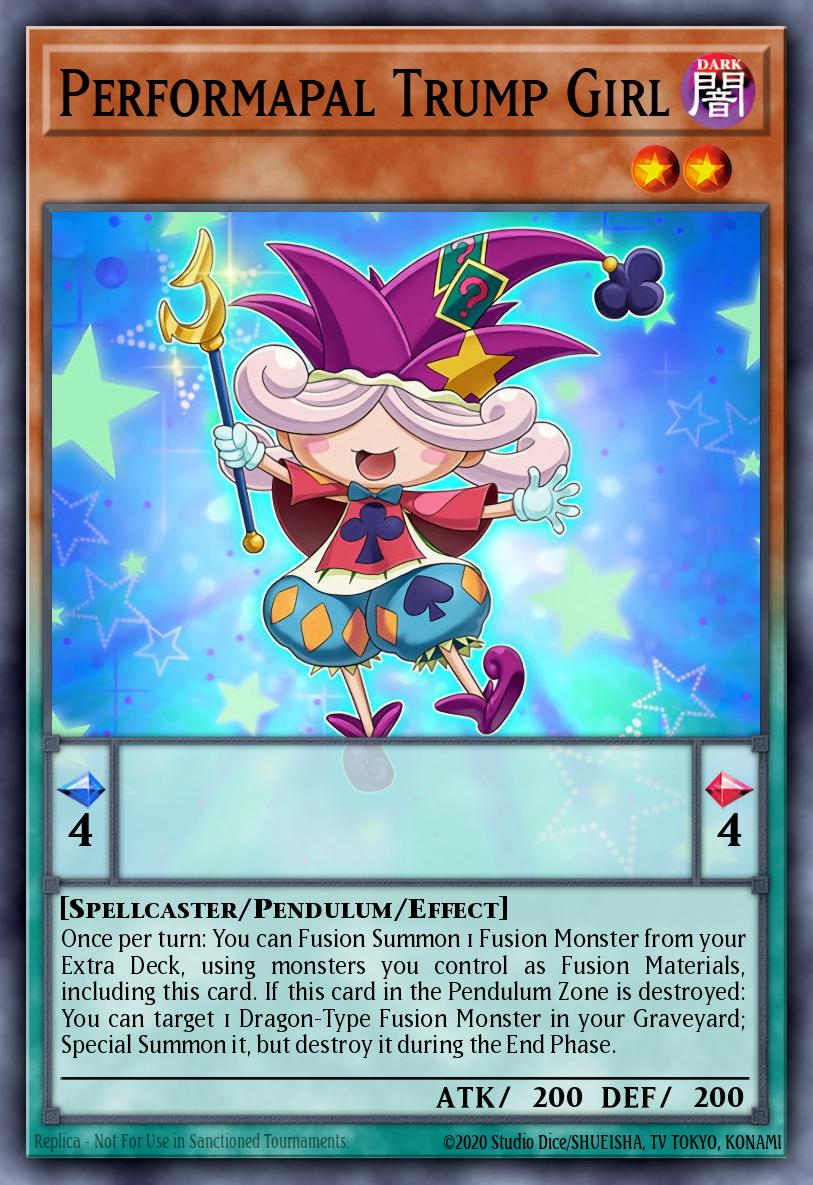 Performapal Trump Girl
DARK
闇
?
?
4
4
[Spellcaster/Pendulum/Effect]
Once per turn: You can Fusion Summon 1 Fusion Monster from your
Extra Deck, using monsters you control as Fusion Materials,
including this card. If this card in the Pendulum Zone is destroyed:
You can target 1 Dragon-Type Fusion Monster in your Graveyard;
Special Summon it, but destroy it during the End Phase.
ATK/ 200 DEF/ 200
Replica - Not For Use in Sanctioned Tournaments.
©2020 Studio Dice/SHUEISHA, TV TOKYO, KONAMI